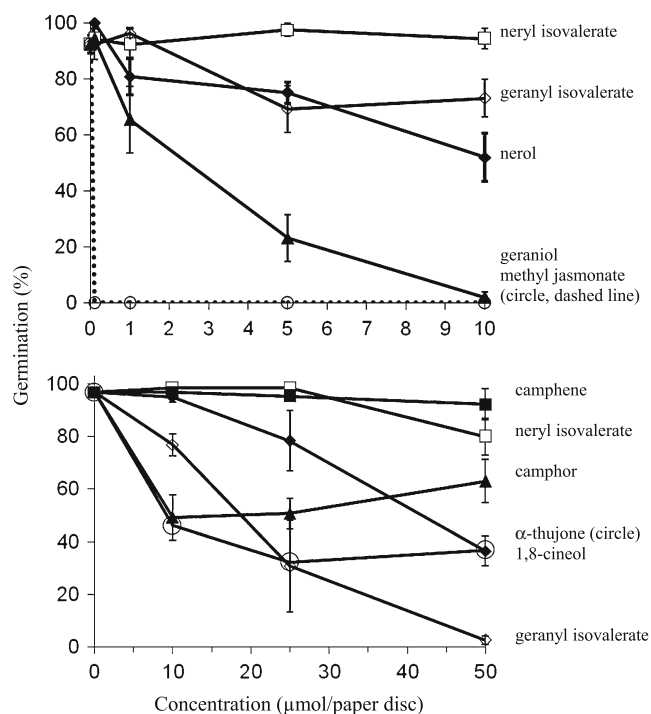 100
80
60
40
20
0
0 1 2 3 4 5 6 7 8 9 10
neryl isovalerate
geranyl isovalerate
nerol
geraniol
methyl jasmonate
(circle, dashed line)
Germination (%)
100
80
60
40
20
0
0 10 20 30 40 50
camphene
neryl isovalerate
camphor
α-thujone (circle)
1,8-cineol
geranyl isovalerate
Concentration (µmol/paper disc)